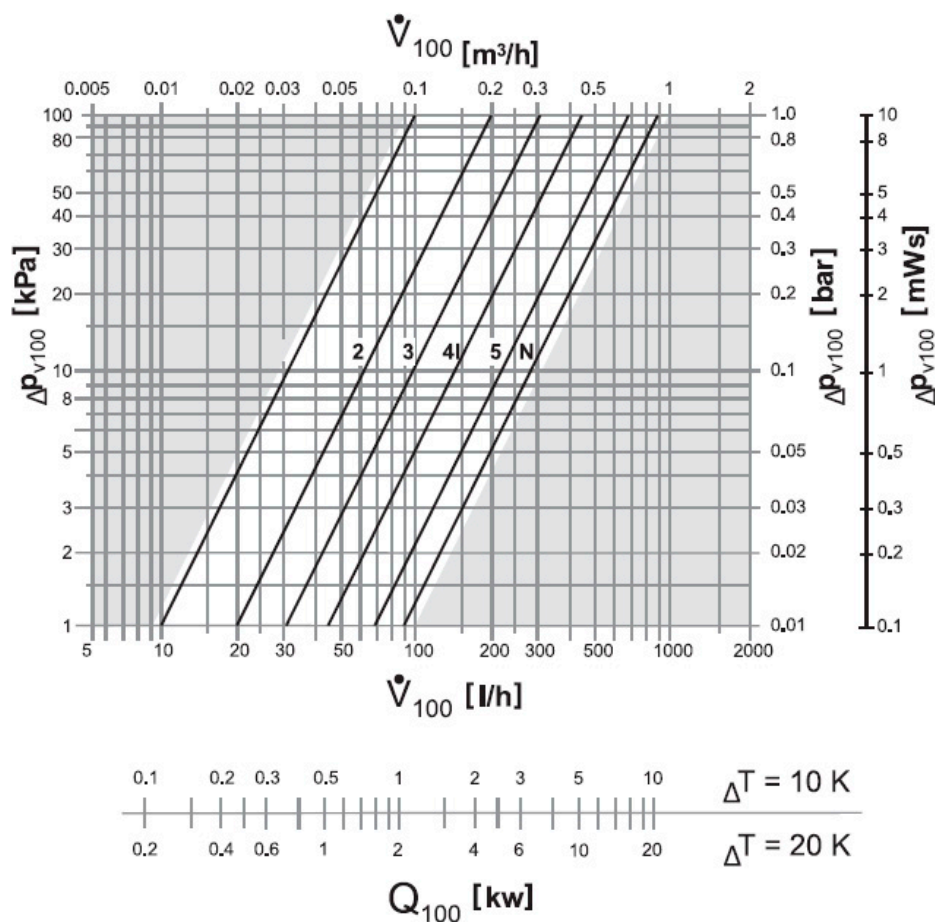 V̇100 [m³/h]
0.005 0.01 0.02 0.03 0.05 0.1 0.2 0.3 0.5 1 2
100 1.0 10
80 0.8 8
50 0.5 5
40 0.4 4
30 0.3 3
20 0.2 2
2 3 4 5 N
10 0.1 1
8
5 0.05 0.5
3 0.03 0.3
2 0.02 0.2
1 0.01 0.1
Δpv100 [kPa]
Δpv100 [bar]
Δpv100 [mWs]
5 10 20 30 50 100 200 300 500 1000 2000
V̇100 [l/h]
0.1 0.2 0.3 0.5 1 2 3 5 10 ΔT = 10 K
0.2 0.4 0.6 1 2 4 6 10 20 ΔT = 20 K
Q100 [kw]